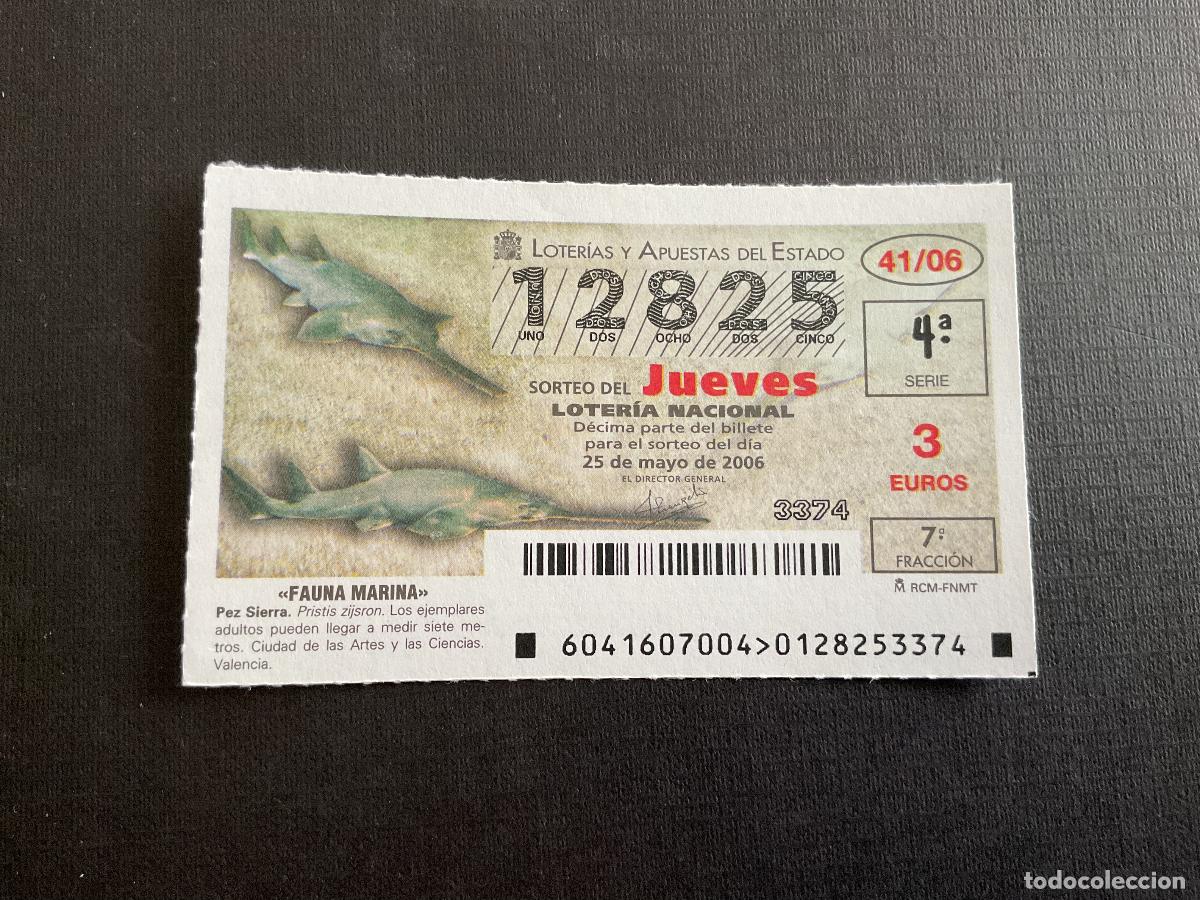 LOTERÍAS Y APUESTAS DEL ESTADO
41/06
12825
UNO DOS OCHO DOS CINCO
4ª
SERIE
SORTEO DEL Jueves
LOTERÍA NACIONAL
Décima parte del billete
para el sorteo del día
25 de mayo de 2006
EL DIRECTOR GENERAL
3
EUROS
3374
7ª
FRACCIÓN
RCM-FNMT
«FAUNA MARINA»
Pez Sierra. Pristis zijsron. Los ejemplares
adultos pueden llegar a medir siete me-
tros. Ciudad de las Artes y las Ciencias.
Valencia.
6041607004>0128253374
todocoleccion